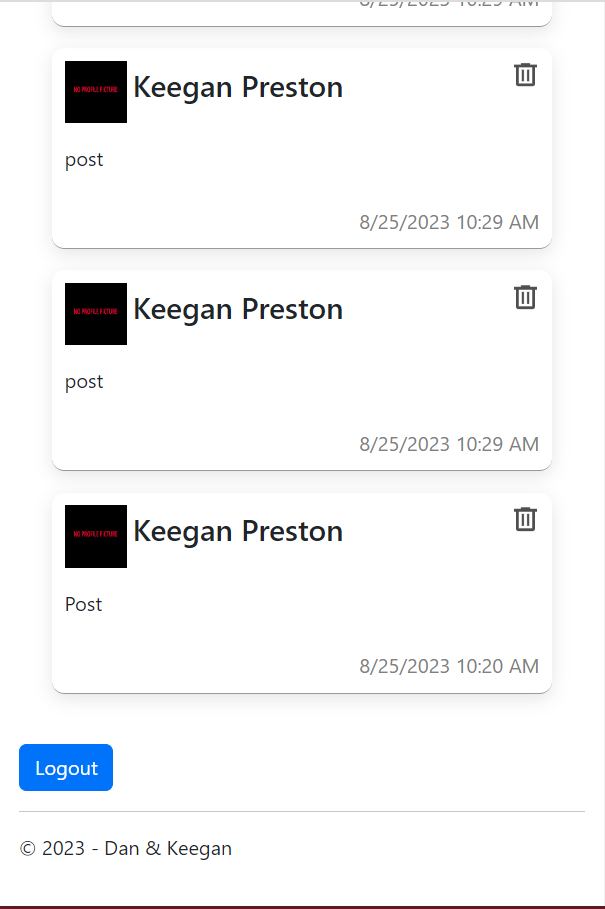 8/25/2023 10:29 AM
NO PROFILE PICTURE
Keegan Preston
post
8/25/2023 10:29 AM
NO PROFILE PICTURE
Keegan Preston
post
8/25/2023 10:29 AM
NO PROFILE PICTURE
Keegan Preston
Post
8/25/2023 10:20 AM
Logout
© 2023 - Dan & Keegan